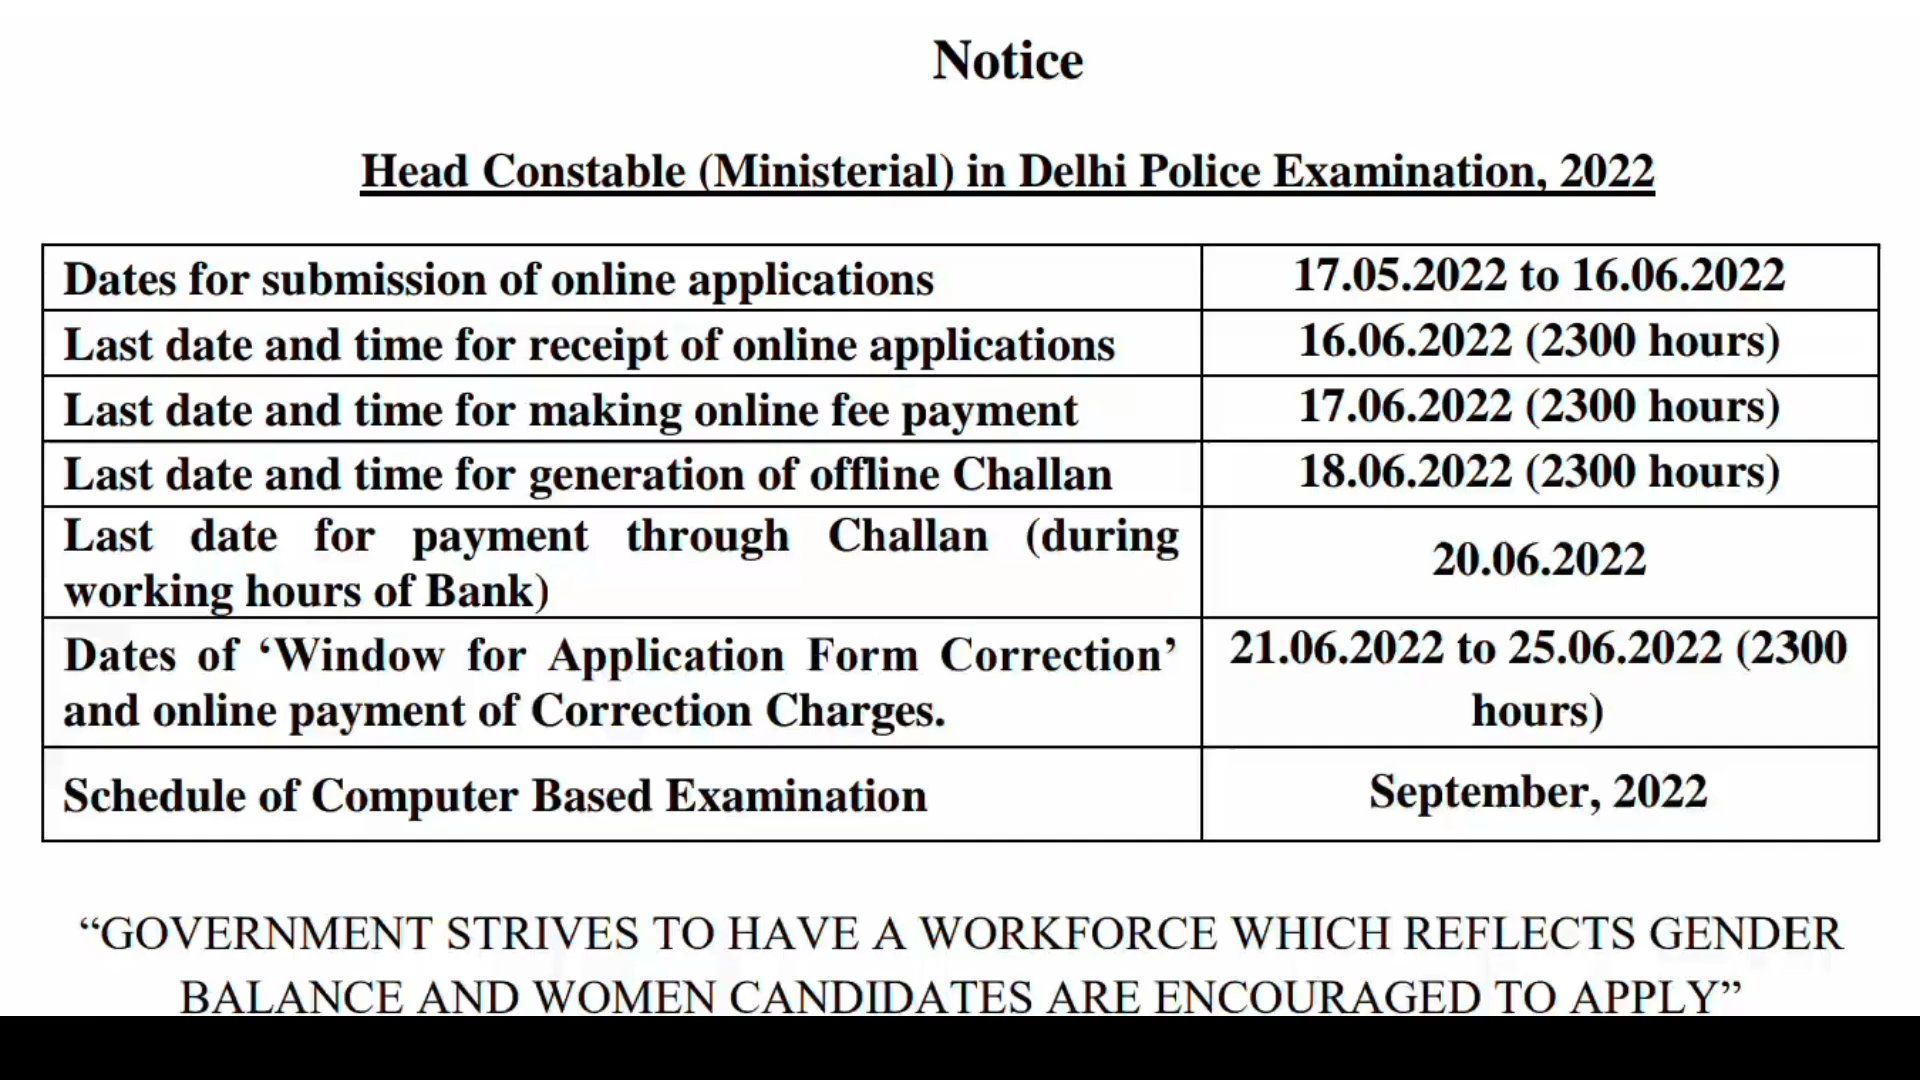 Notice
Head Constable (Ministerial) in Delhi Police Examination, 2022
Dates for submission of online applications
17.05.2022 to 16.06.2022
Last date and time for receipt of online applications
16.06.2022 (2300 hours)
Last date and time for making online fee payment
17.06.2022 (2300 hours)
Last date and time for generation of offline Challan
18.06.2022 (2300 hours)
Last date for payment through Challan (during
working hours of Bank)
20.06.2022
Dates of ‘Window for Application Form Correction’
and online payment of Correction Charges.
21.06.2022 to 25.06.2022 (2300
hours)
Schedule of Computer Based Examination
September, 2022
“GOVERNMENT STRIVES TO HAVE A WORKFORCE WHICH REFLECTS GENDER
BALANCE AND WOMEN CANDIDATES ARE ENCOURAGED TO APPLY”